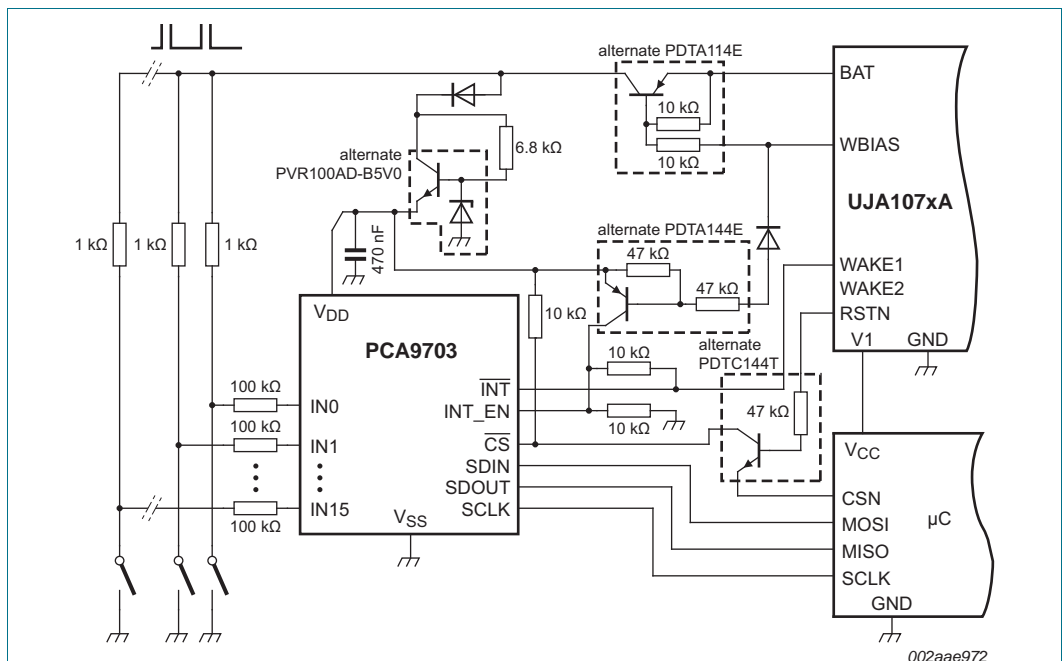 alternate PDTA114E
BAT
10 kΩ
10 kΩ
WBIAS
6.8 kΩ
alternate
PVR100AD-B5V0
UJA107xA
1 kΩ
1 kΩ
1 kΩ
470 nF
alternate PDTA144E
47 kΩ
47 kΩ
WAKE1
WAKE2
RSTN
V1
GND
VDD
PCA9703
10 kΩ
alternate
PDTC144T
10 kΩ
47 kΩ
10 kΩ
100 kΩ
IN0
100 kΩ
IN1
100 kΩ
IN15
VSS
INT
INT_EN
CS
SDIN
SDOUT
SCLK
VCC
CSN
MOSI
MISO
SCLK
μC
GND
002aae972